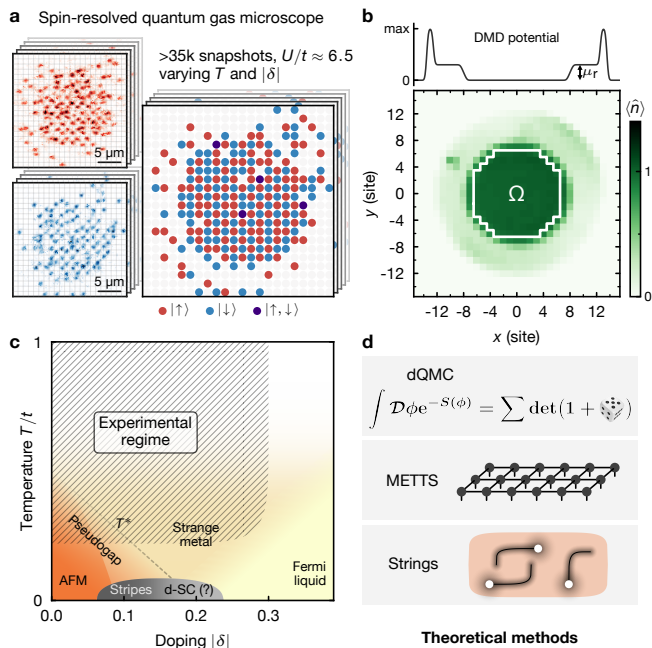 Spin-resolved quantum gas microscope
a
>35k snapshots, U/t ≈ 6.5
varying T and |δ|
5 µm
5 µm
|↑⟩ |↓⟩ |↑,↓⟩
b
max
0
DMD potential
μr
y (site)
12
8
4
0
-4
-8
-12
-12 -8 -4 0 4 8 12
x (site)
Ω
⟨n̂⟩
1
0
c
Temperature T/t
1
0
Experimental
regime
T*
Pseudogap
Strange
metal
AFM
Stripes d-SC (?)
Fermi
liquid
0.0 0.1 0.2 0.3
Doping |δ|
d
dQMC
∫ 𝒟ϕe^{−S(ϕ)} = ∑ det(1 + 🎲)
METTS
Strings
Theoretical methods